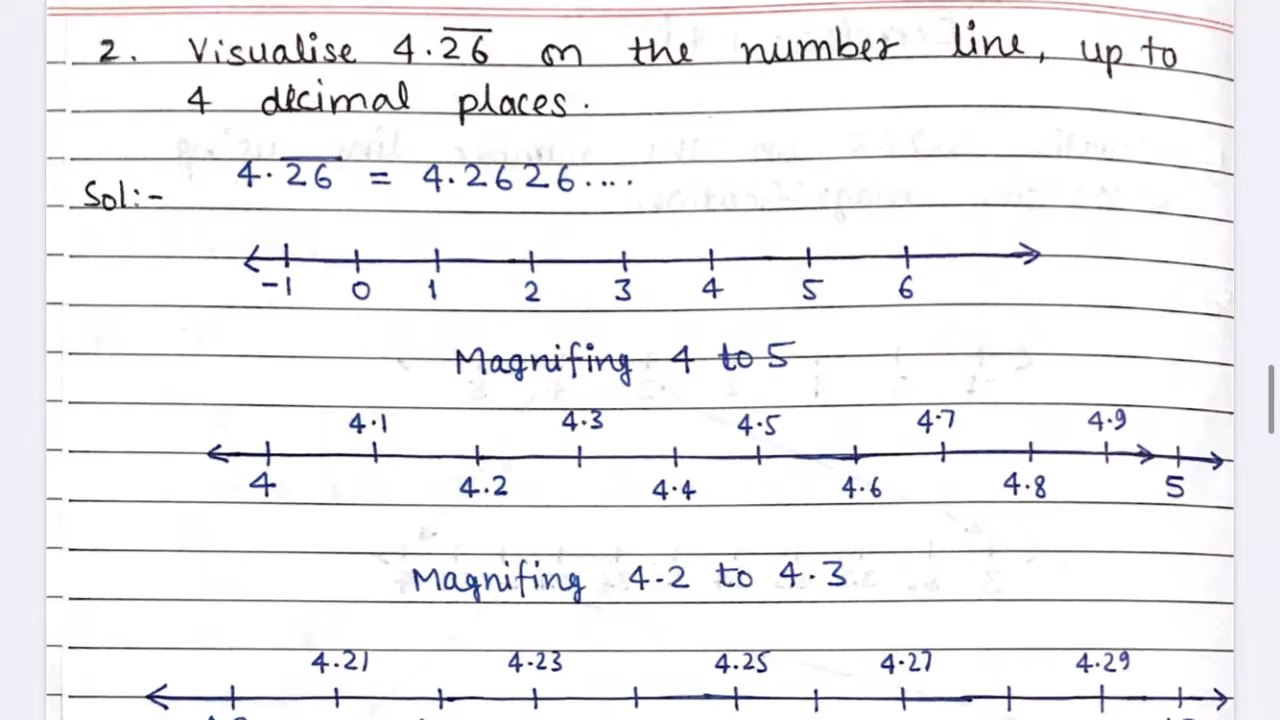 2. Visualise 4.2̅6̅ on the number line, up to
4 decimal places.
Sol:- 4.2̅6̅ = 4.2626....
-1 0 1 2 3 4 5 6
Magnifing 4 to 5
4.1 4.3 4.5 4.7 4.9
4 4.2 4.4 4.6 4.8 5
Magnifing 4.2 to 4.3
4.21 4.23 4.25 4.27 4.29